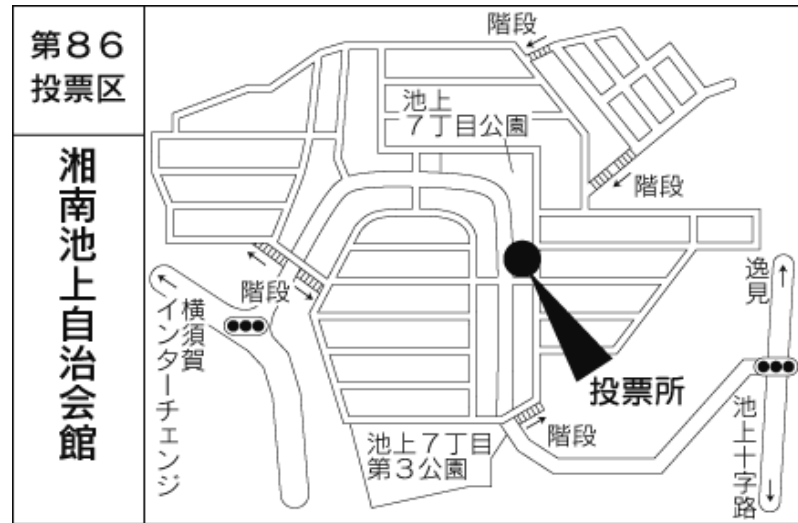 第８６
投票区
湘南池上自治会館
階段
池上
７丁目公園
階段
階段
横須賀
インターチェンジ
逸見
投票所
池上十字路
階段
池上７丁目
第３公園